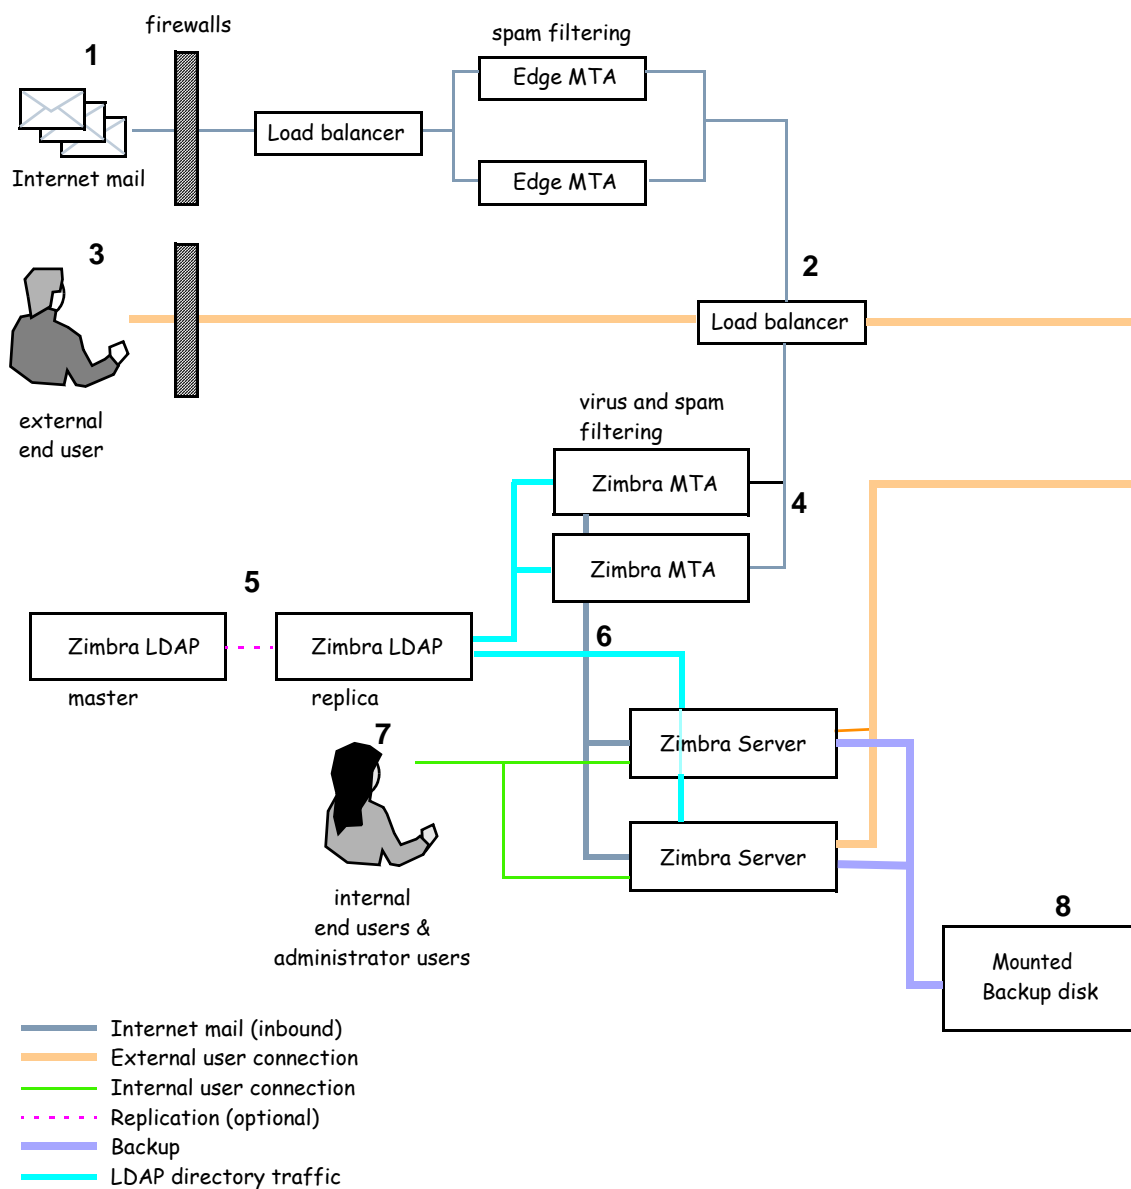 firewalls
spam filtering
1
Edge MTA
Load balancer
Internet mail
Edge MTA
3
2
Load balancer
external
end user
virus and spam
filtering
Zimbra MTA
4
Zimbra MTA
5
6
Zimbra LDAP
Zimbra LDAP
master
replica
7
Zimbra Server
Zimbra Server
internal
end users &
administrator users
8
Mounted
Backup disk
Internet mail (inbound)
External user connection
Internal user connection
Replication (optional)
Backup
LDAP directory traffic